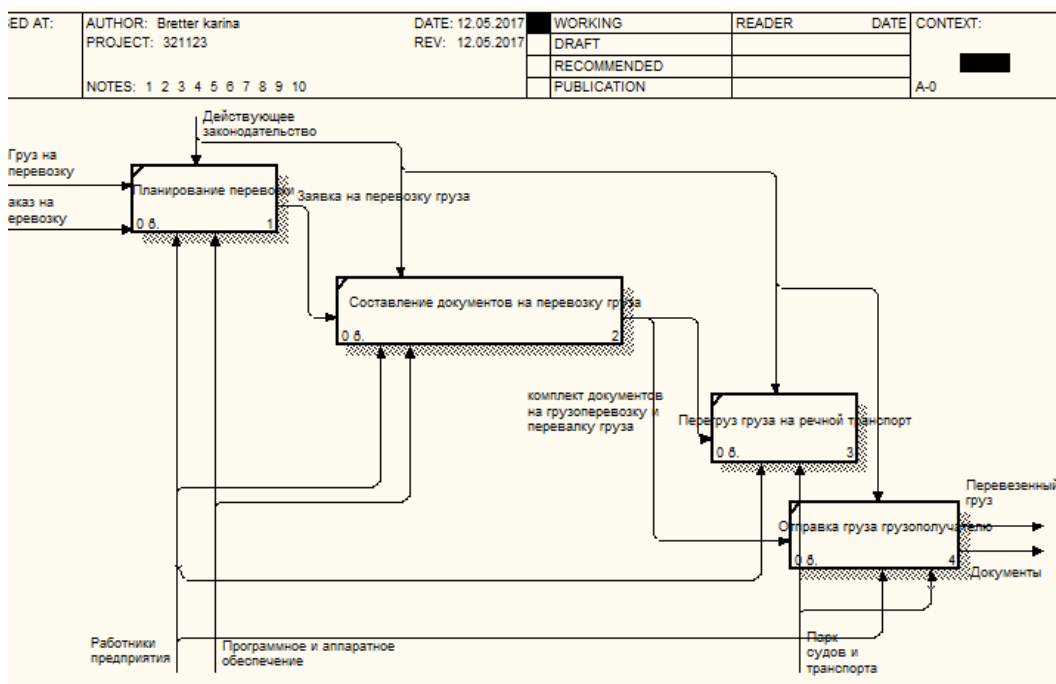 ED AT:
AUTHOR: Bretter karina
DATE: 12.05.2017
WORKING
READER
DATE
CONTEXT:
PROJECT: 321123
REV: 12.05.2017
DRAFT
RECOMMENDED
NOTES: 1 2 3 4 5 6 7 8 9 10
PUBLICATION
A-0
Действующее
законодательство
Груз на
перевозку
аказ на
еревозку
Планирование перевозки
0 б.
1
Заявка на перевозку груза
Составление документов на перевозку груза
0 б.
2
комплект документов
на грузоперевозку и
перевалку груза
Перегруз груза на речной транспорт
0 б.
3
Перевезенный
груз
Отправка груза грузополучателю
0 б.
4
Документы
Работники
предприятия
Программное и аппаратное
обеспечение
Парк
судов и
транспорта